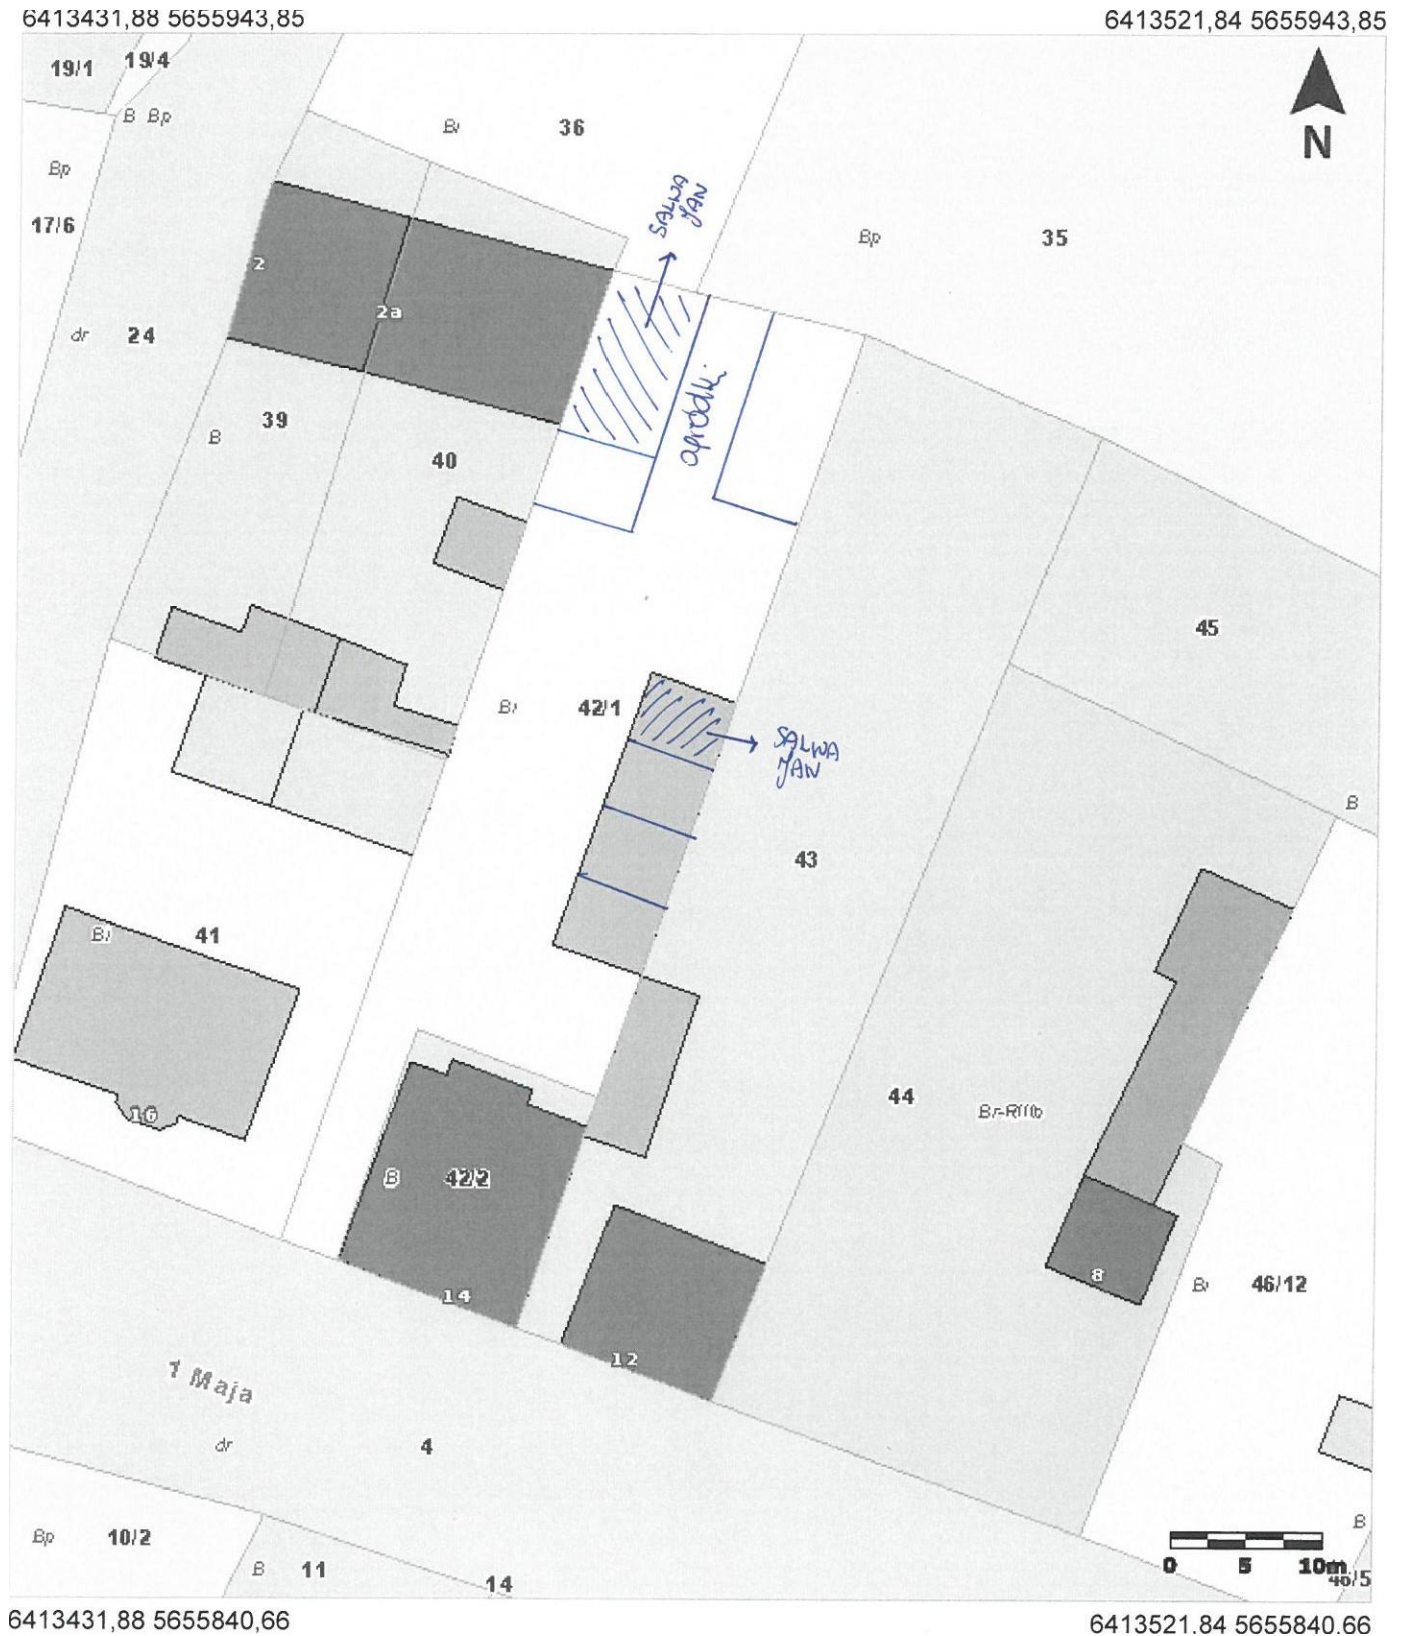 6413431,88 5655943,85
6413521,84 5655943,85
19/1
19/4
B Bp
Bp
17/6
dr 24
Br 36
SALWA
JAN
Bp 35
N
2
2a
39
B
40
ogródki
45
Br 42/1
SALWA
JAN
43
B
Br 41
16
44
Br-RIIIb
B 42/2
14
12
8
Br 46/12
1 Maja
dr 4
Bp 10/2
B 11
14
B
0 5 10m
46/5
6413431,88 5655840,66
6413521,84 5655840,66